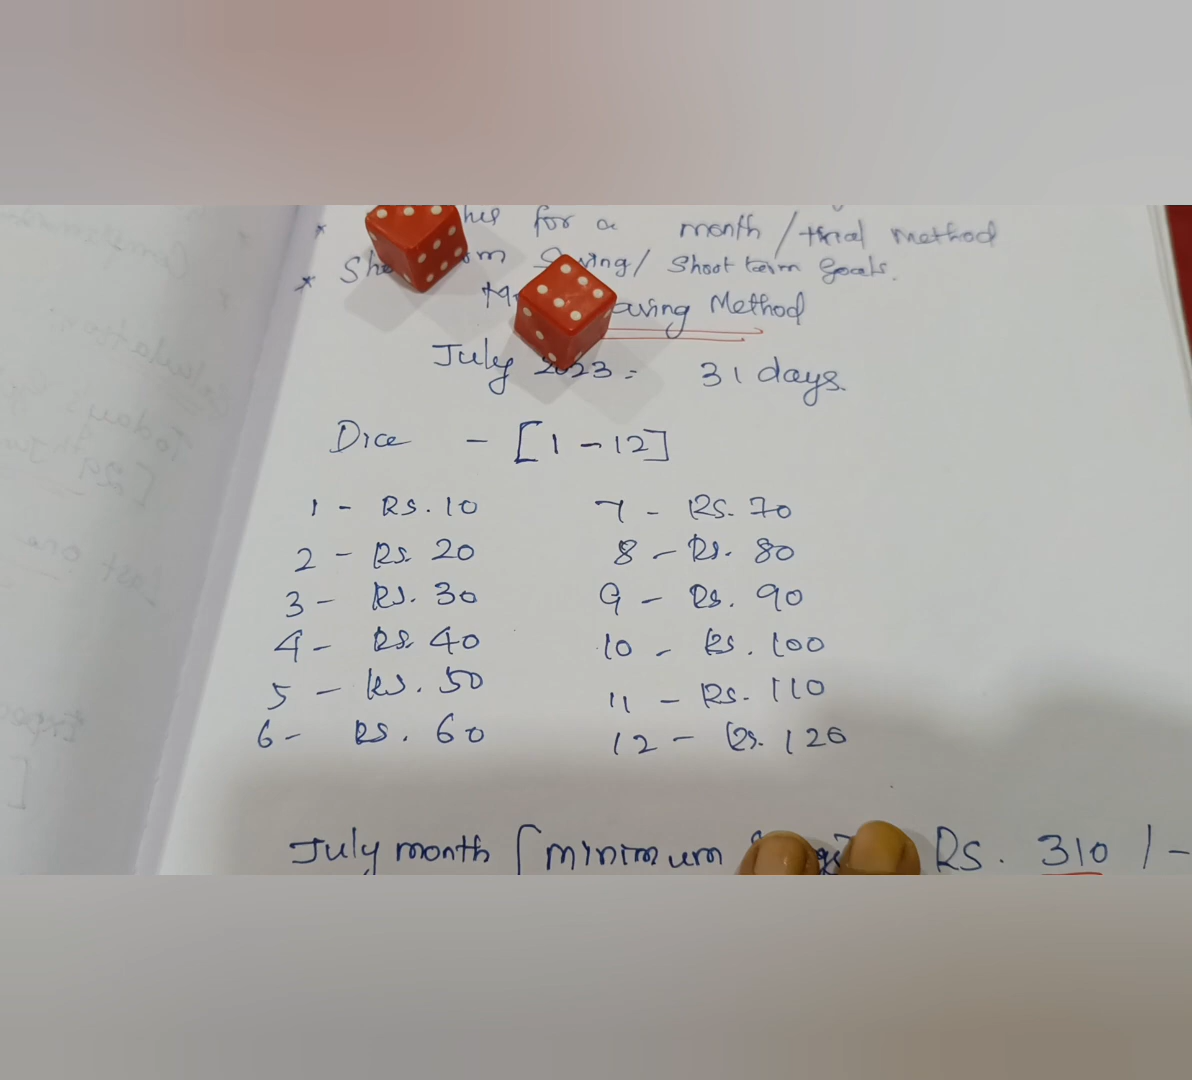 * for a month / trial Method
* Saving / Short term Goals.
Saving Method
July 2023 = 31 days.
Dice - [1 - 12]
1 - Rs. 10
2 - Rs. 20
3 - Rs. 30
4 - Rs. 40
5 - Rs. 50
6 - Rs. 60
7 - Rs. 70
8 - Rs. 80
9 - Rs. 90
10 - Rs. 100
11 - Rs. 110
12 - Rs. 120
July month [minimum Rs. 310 /-